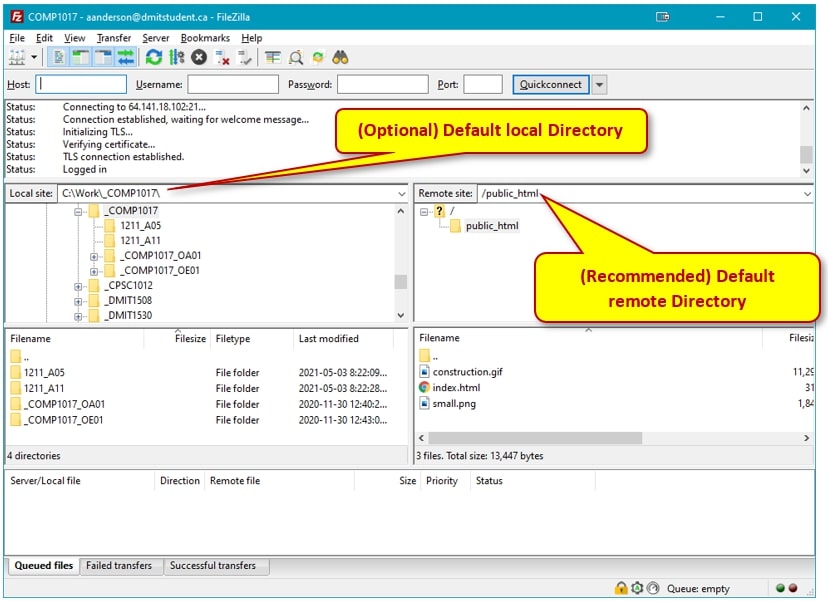 COMP1017 - aanderson@dmitstudent.ca - FileZilla
File Edit View Transfer Server Bookmarks Help
Host: Username: Password: Port: Quickconnect
Status: Connecting to 64.141.18.102:21...
Status: Connection established, waiting for welcome message...
Status: Initializing TLS...
Status: Verifying certificate...
Status: TLS connection established.
Status: Logged in
(Optional) Default local Directory
Local site: C:\Work\_COMP1017\
_COMP1017
1211_A05
1211_A11
_COMP1017_OA01
_COMP1017_OE01
_CPSC1012
_DMIT1508
_DMIT1530
Remote site: /public_html
/
public_html
(Recommended) Default
remote Directory
Filename Filesize Filetype Last modified
..
1211_A05 File folder 2021-05-03 8:22:09...
1211_A11 File folder 2021-05-03 8:22:28...
_COMP1017_OA01 File folder 2020-11-30 12:40:2...
_COMP1017_OE01 File folder 2020-11-30 12:43:0...
4 directories
Filename Filesiz
..
construction.gif 11,29
index.html 31
small.png 1,84
3 files. Total size: 13,447 bytes
Server/Local file Direction Remote file Size Priority Status
Queued files Failed transfers Successful transfers
Queue: empty